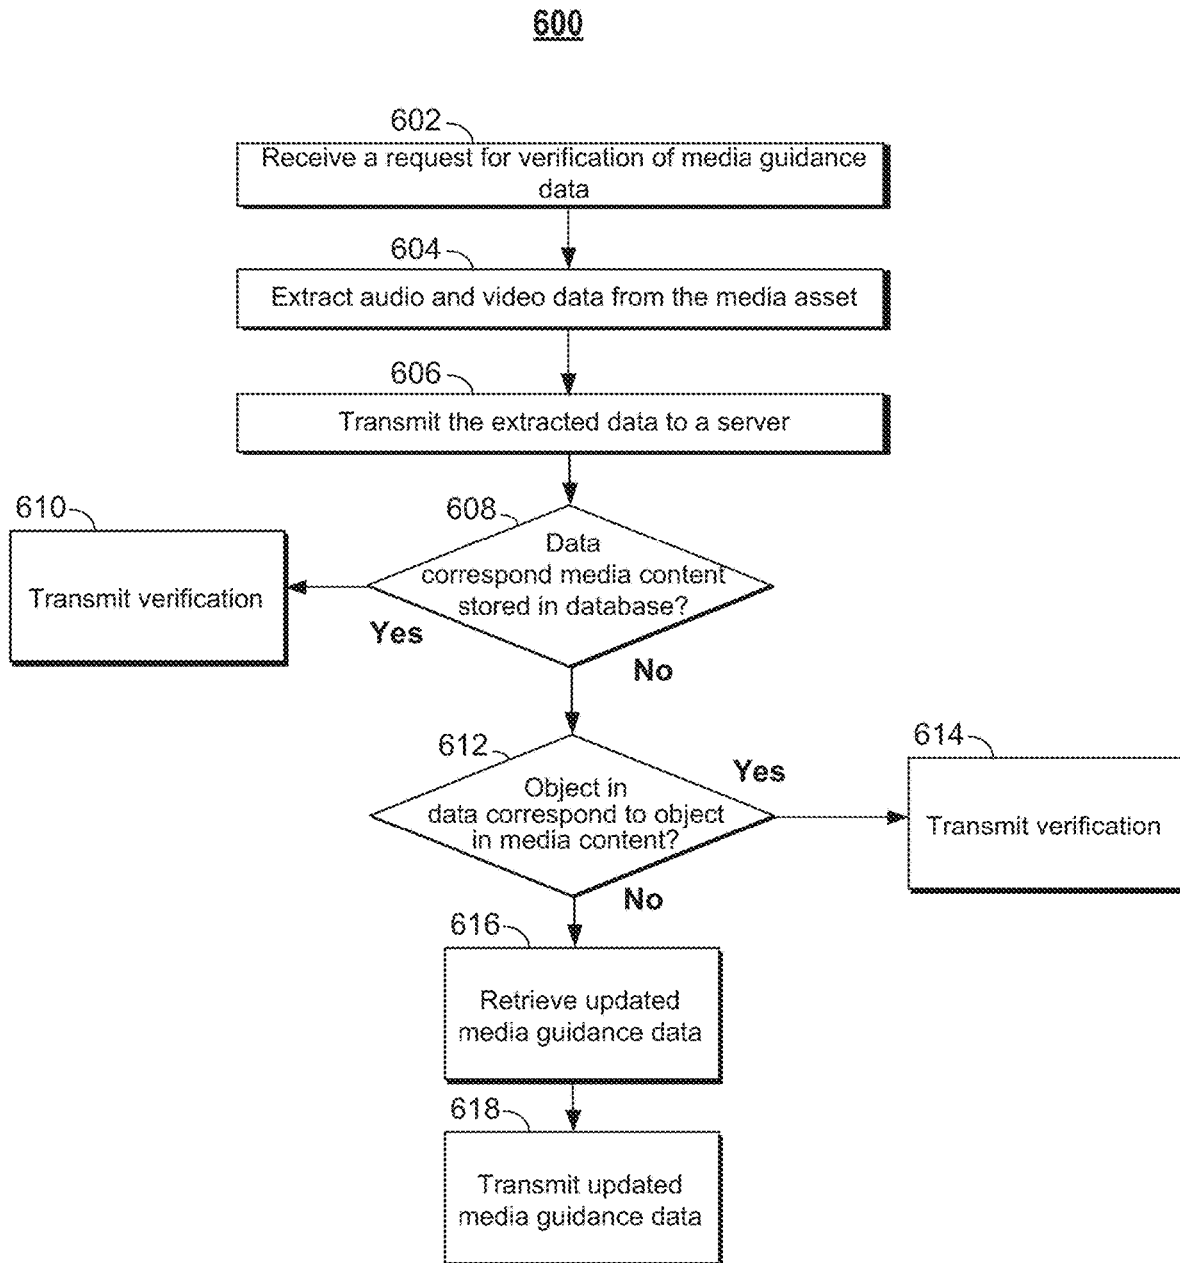 600
602
Receive a request for verification of media guidance
data
604
Extract audio and video data from the media asset
606
Transmit the extracted data to a server
608
Data
correspond media content
stored in database?
Yes
No
610
Transmit verification
612
Object in
data correspond to object
in media content?
Yes
No
614
Transmit verification
616
Retrieve updated
media guidance data
618
Transmit updated
media guidance data